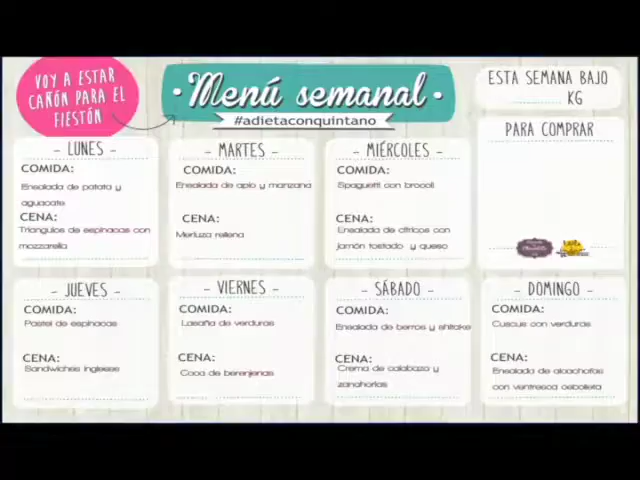 VOY A ESTAR
CAÑÓN PARA EL
FIESTÓN
Menú semanal
#adietaconquintano
ESTA SEMANA BAJO
KG
PARA COMPRAR
- LUNES -
COMIDA:
Ensalada de patata y
aguacate
CENA:
Triangulos de espinacas con
mozzarella
- MARTES -
COMIDA:
Ensalada de apio y manzana
CENA:
Merluza rellena
- MIÉRCOLES -
COMIDA:
Spaguetti con brocoli
CENA:
Ensalada de citricos con
jamón tostado y queso
- JUEVES -
COMIDA:
Pastel de espinacas
CENA:
Sandwiches ingleses
- VIERNES -
COMIDA:
Lasaña de verduras
CENA:
Coca de berenjenas
- SÁBADO -
COMIDA:
Ensalada de berros y shitake
CENA:
Crema de calabaza y
zanahorias
- DOMINGO -
COMIDA:
Cuscus con verduras
CENA:
Ensalada de alcachofas
con ventresca cebolleta